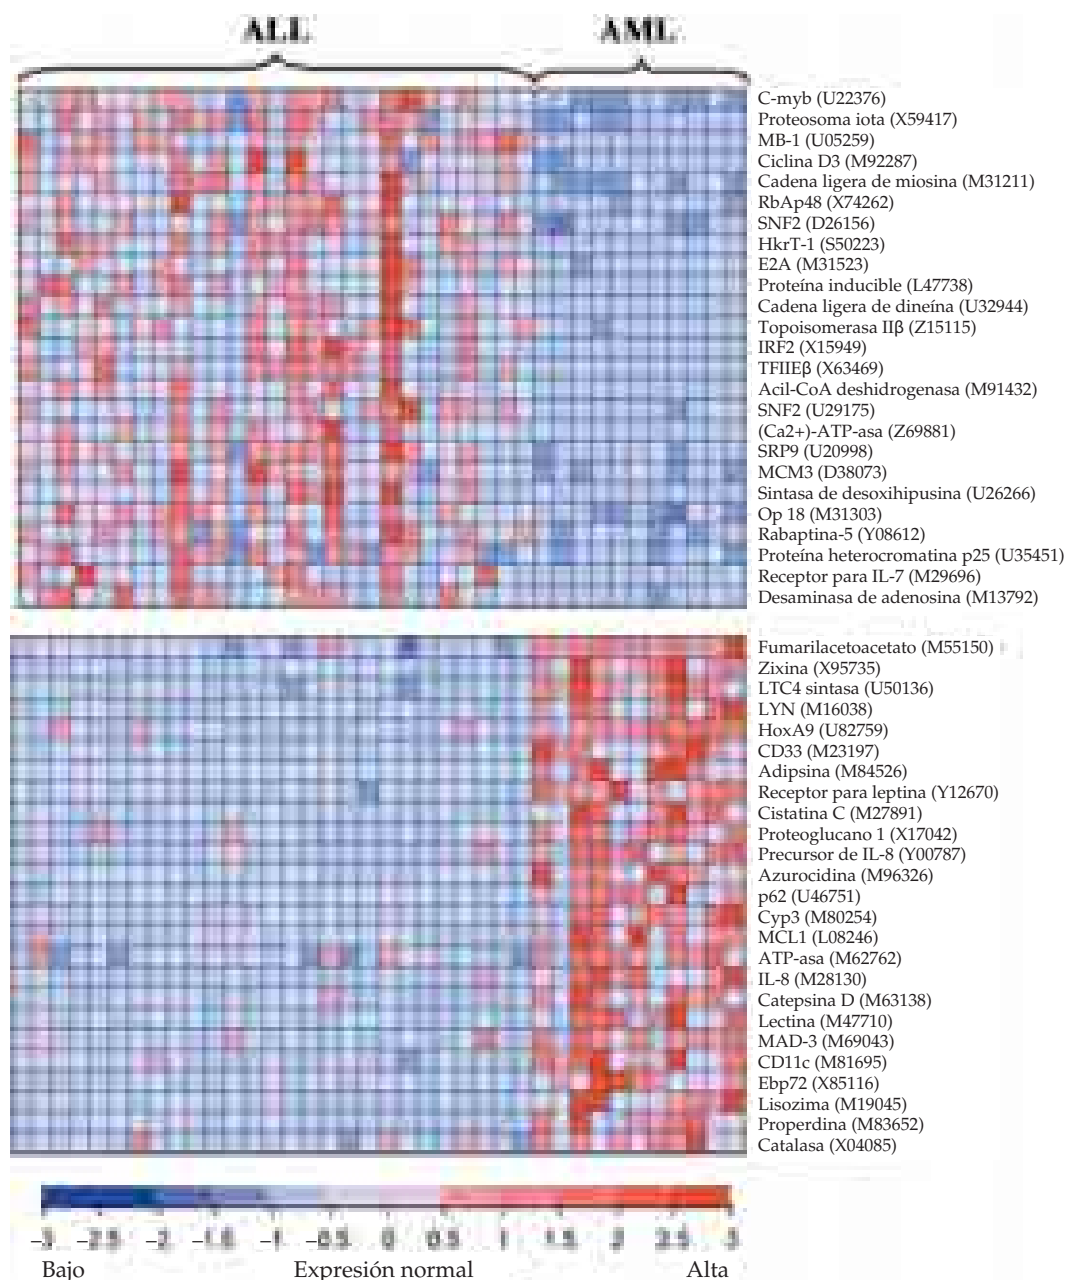 ALL AML
C-myb (U22376)
Proteosoma iota (X59417)
MB-1 (U05259)
Ciclina D3 (M92287)
Cadena ligera de miosina (M31211)
RbAp48 (X74262)
SNF2 (D26156)
HkrT-1 (S50223)
E2A (M31523)
Proteína inducible (L47738)
Cadena ligera de dineína (U32944)
Topoisomerasa IIβ (Z15115)
IRF2 (X15949)
TFIIEβ (X63469)
Acil-CoA deshidrogenasa (M91432)
SNF2 (U29175)
(Ca2+)-ATP-asa (Z69881)
SRP9 (U20998)
MCM3 (D38073)
Sintasa de desoxihipusina (U26266)
Op 18 (M31303)
Rabaptina-5 (Y08612)
Proteína heterocromatina p25 (U35451)
Receptor para IL-7 (M29696)
Desaminasa de adenosina (M13792)
Fumarilacetoacetato (M55150)
Zixina (X95735)
LTC4 sintasa (U50136)
LYN (M16038)
HoxA9 (U82759)
CD33 (M23197)
Adipsina (M84526)
Receptor para leptina (Y12670)
Cistatina C (M27891)
Proteoglucano 1 (X17042)
Precursor de IL-8 (Y00787)
Azurocidina (M96326)
p62 (U46751)
Cyp3 (M80254)
MCL1 (L08246)
ATP-asa (M62762)
IL-8 (M28130)
Catepsina D (M63138)
Lectina (M47710)
MAD-3 (M69043)
CD11c (M81695)
Ebp72 (X85116)
Lisozima (M19045)
Properdina (M83652)
Catalasa (X04085)
–3 –2.5 –2 –1.5 –1 –0.5 0 0.5 1 1.5 2 2.5 3
Bajo Expresión normal Alta